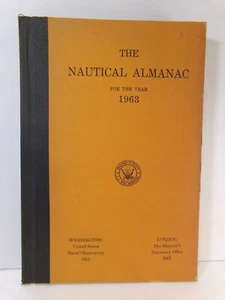 THE
NAUTICAL ALMANAC
FOR THE YEAR
1963
WASHINGTON:
United States
Naval Observatory
LONDON:
Her Majesty's
Stationery Office